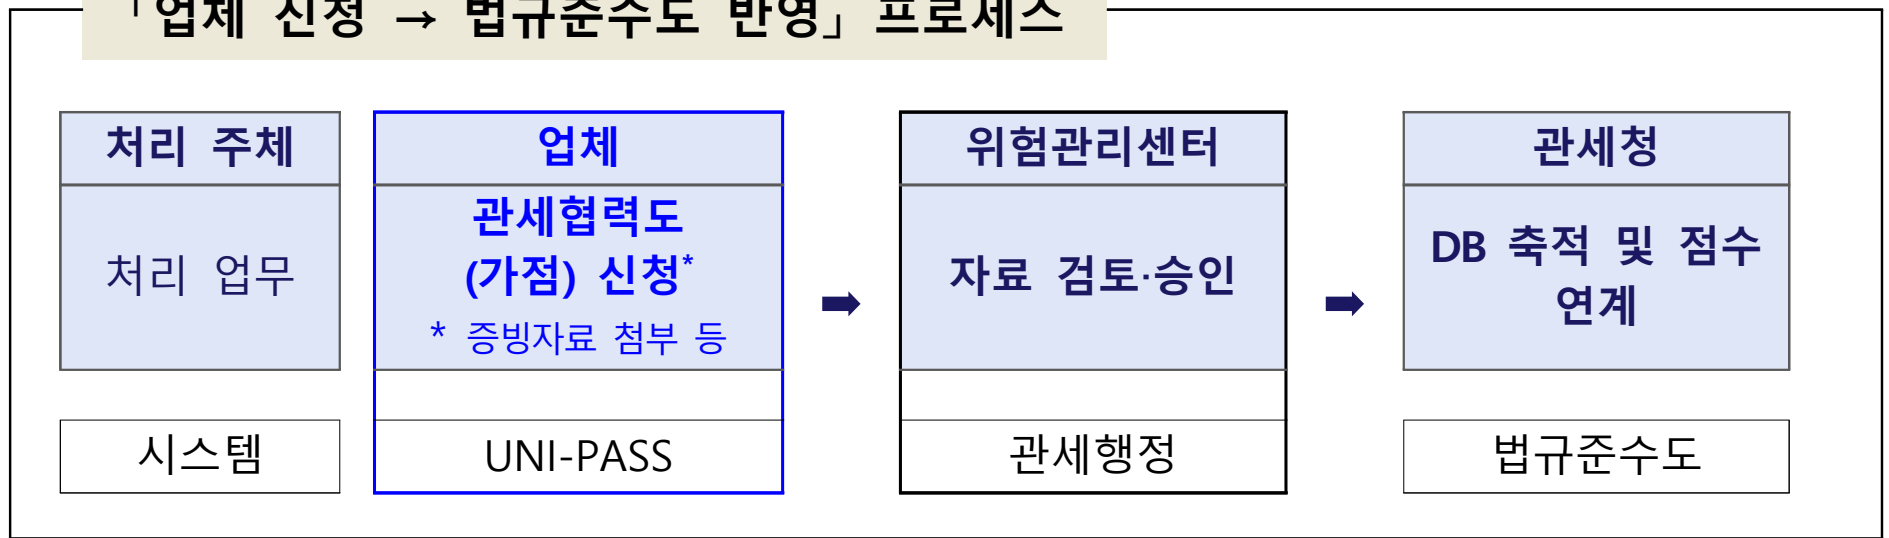 「업체 신청 → 법규준수도 반영」 프로세스
처리 주체
업체
위험관리센터
관세청
처리 업무
관세협력도
(가점) 신청*
* 증빙자료 첨부 등
➡
자료 검토·승인
➡
DB 축적 및 점수
연계
시스템
UNI-PASS
관세행정
법규준수도